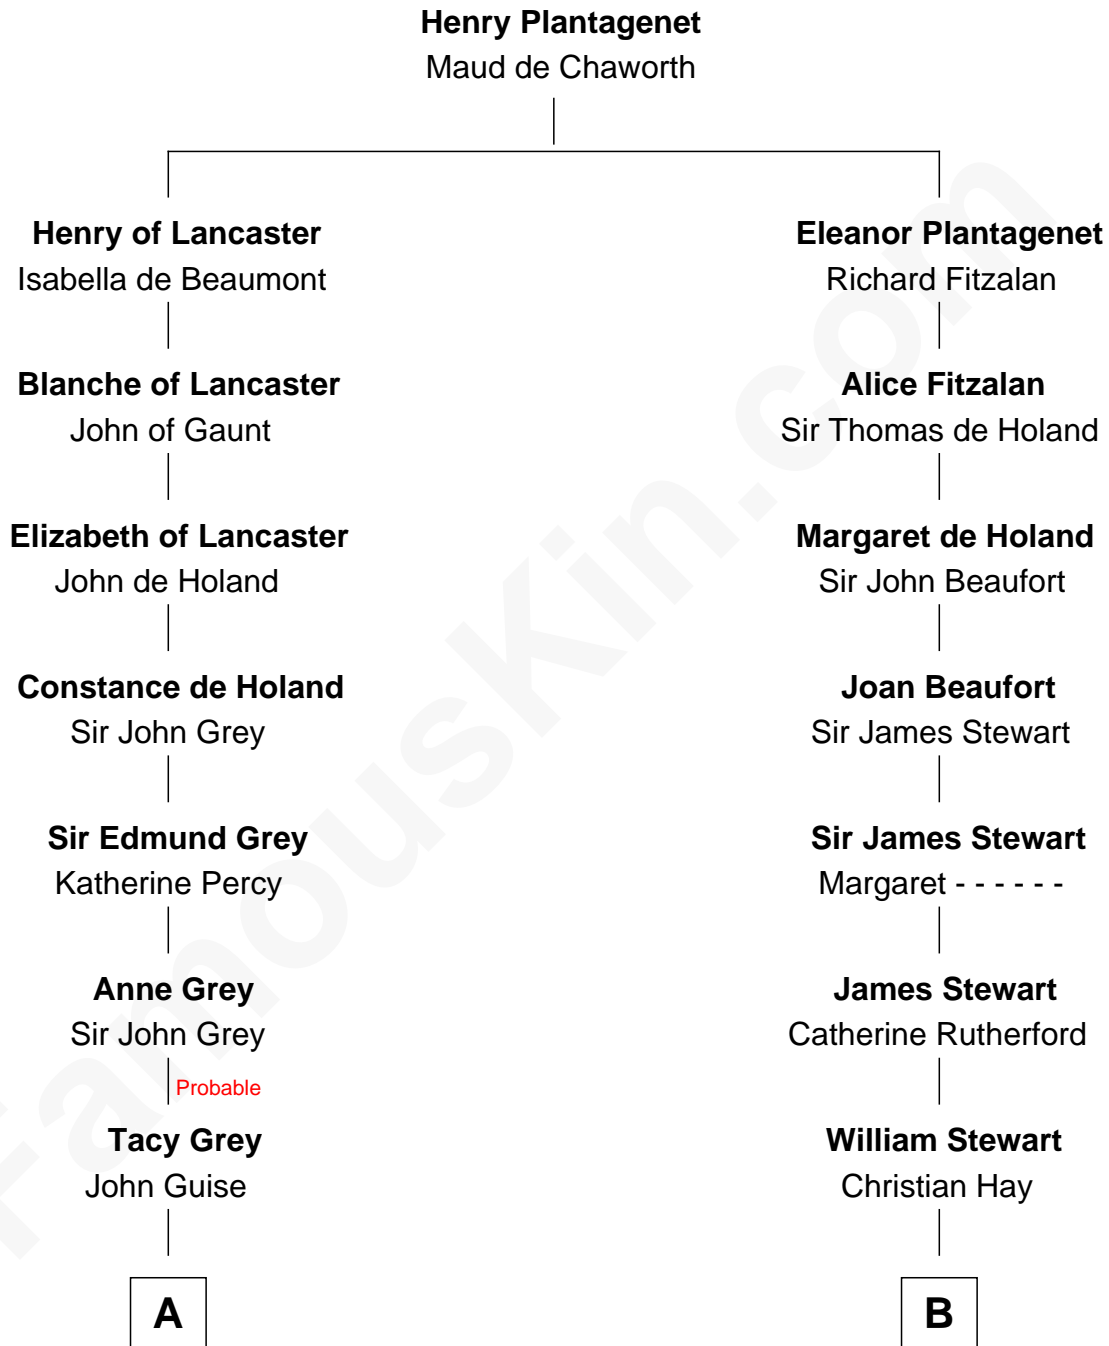 Henry Plantagenet
Maud de Chaworth
Henry of Lancaster
Isabella de Beaumont
Eleanor Plantagenet
Richard Fitzalan
Blanche of Lancaster
John of Gaunt
Alice Fitzalan
Sir Thomas de Holand
Elizabeth of Lancaster
John de Holand
Margaret de Holand
Sir John Beaufort
Constance de Holand
Sir John Grey
Joan Beaufort
Sir James Stewart
Sir Edmund Grey
Katherine Percy
Sir James Stewart
Margaret - - - - - -
Anne Grey
Sir John Grey
James Stewart
Catherine Rutherford
Probable
Tacy Grey
John Guise
William Stewart
Christian Hay
A
B
FamousKin.com